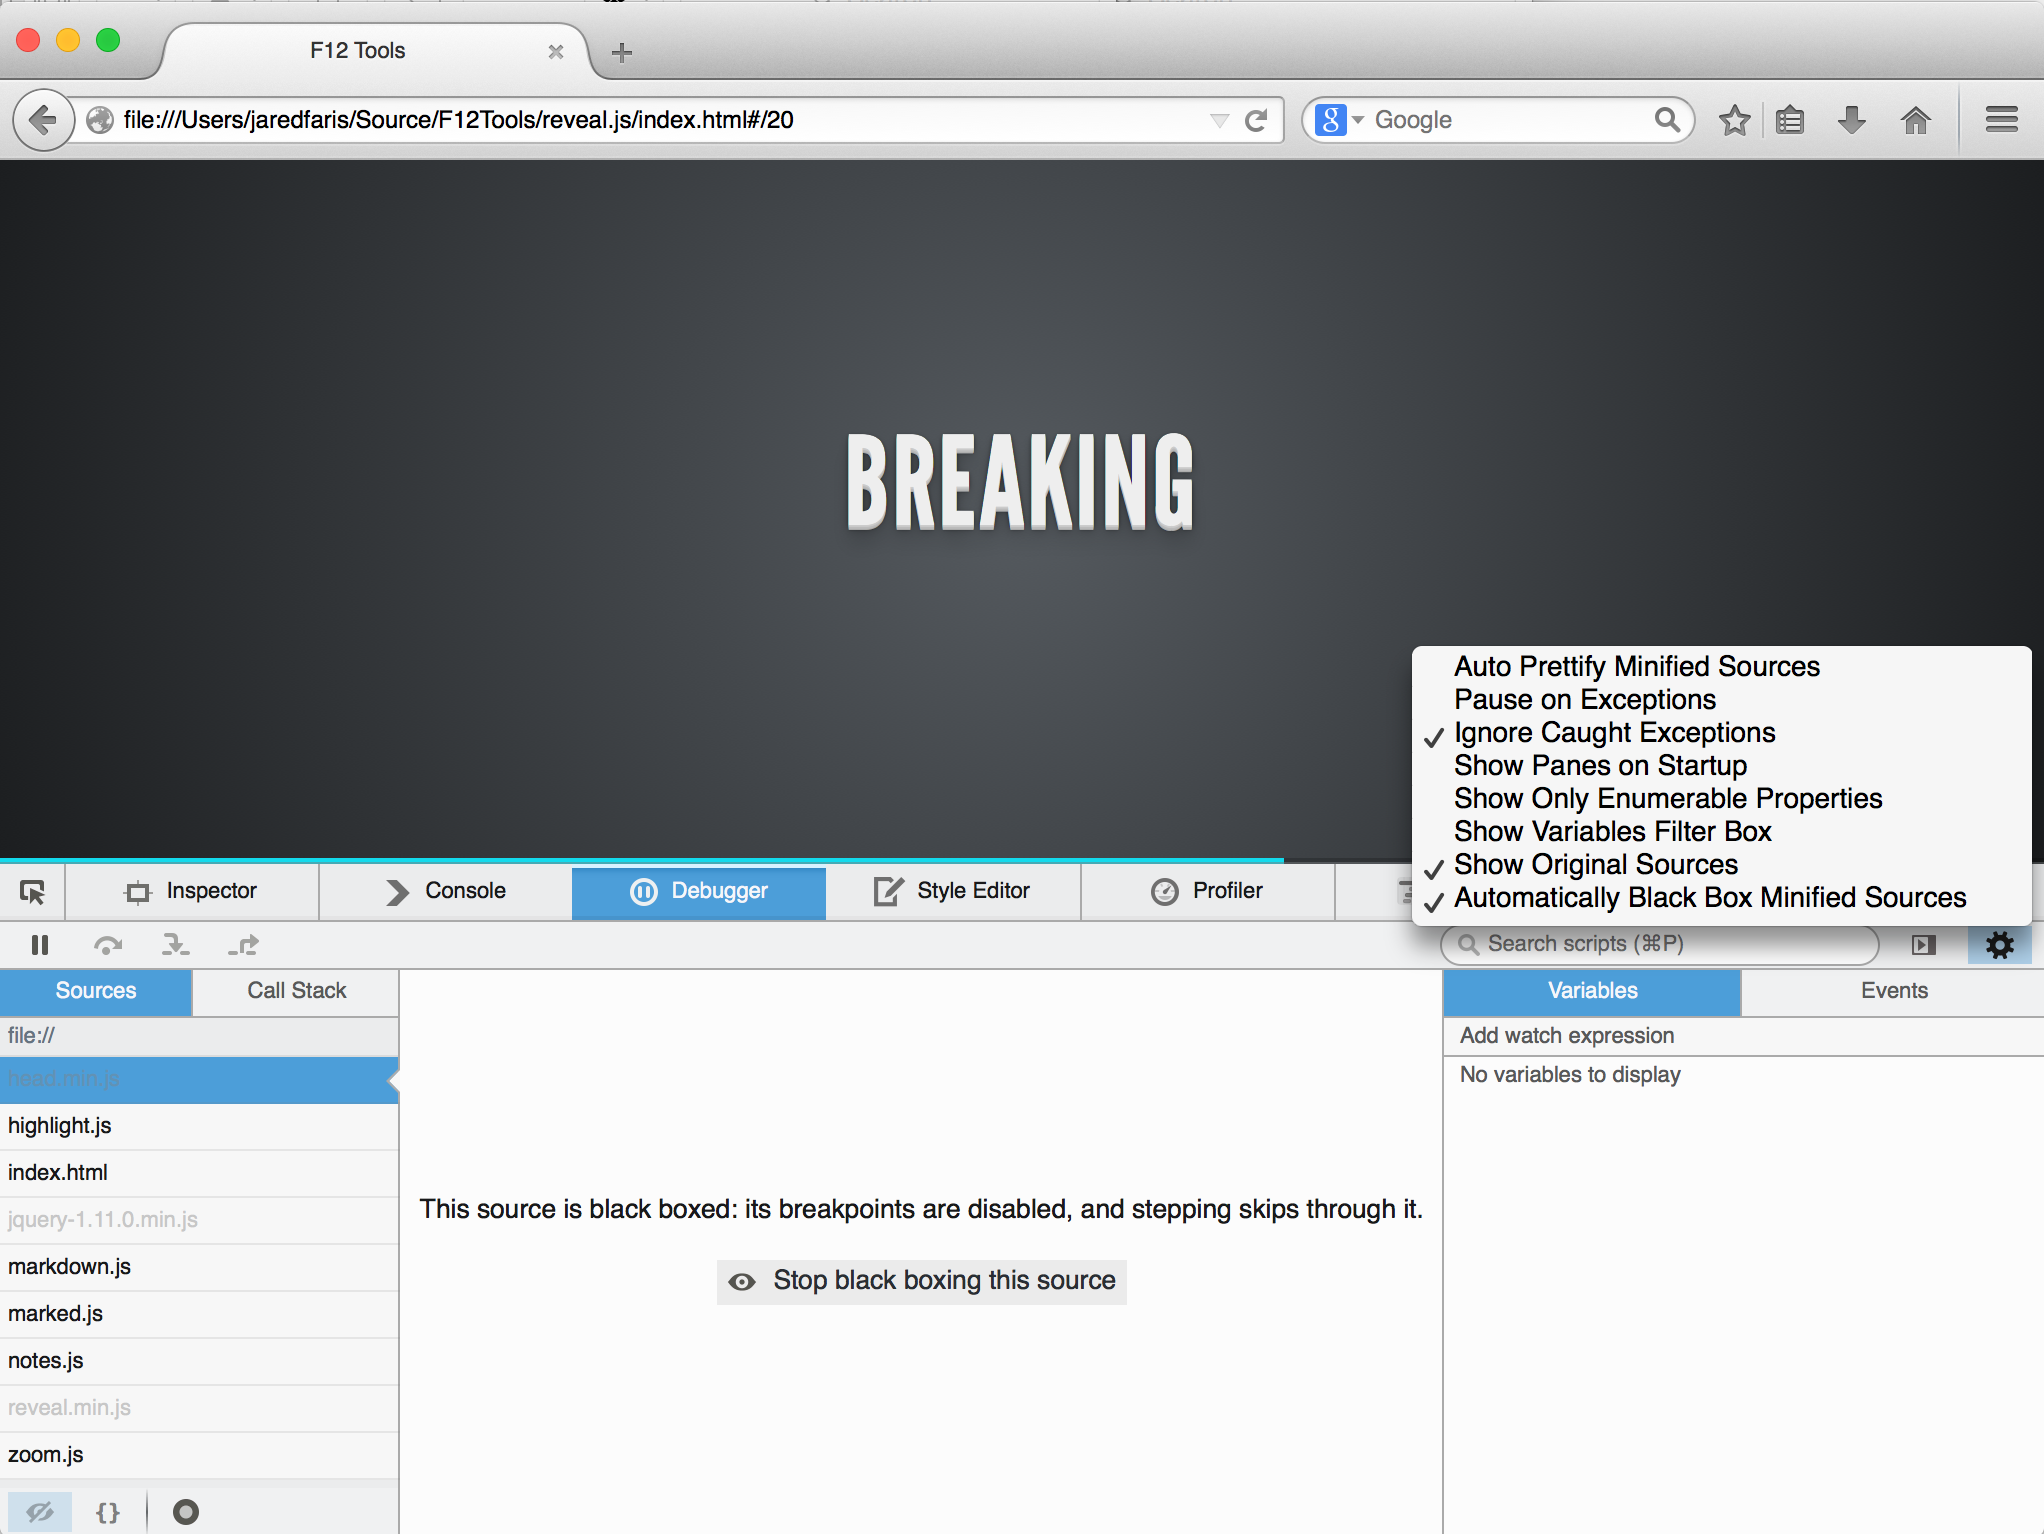 F12 Tools
file:///Users/jaredfaris/Source/F12Tools/reveal.js/index.html#/20
Google
BREAKING
Auto Prettify Minified Sources
Pause on Exceptions
Ignore Caught Exceptions
Show Panes on Startup
Show Only Enumerable Properties
Show Variables Filter Box
Show Original Sources
Automatically Black Box Minified Sources
Inspector
Console
Debugger
Style Editor
Profiler
Search scripts (⌘P)
Sources
Call Stack
Variables
Events
file://
Add watch expression
head.min.js
No variables to display
highlight.js
index.html
jquery-1.11.0.min.js
This source is black boxed: its breakpoints are disabled, and stepping skips through it.
markdown.js
Stop black boxing this source
marked.js
notes.js
reveal.min.js
zoom.js
{}